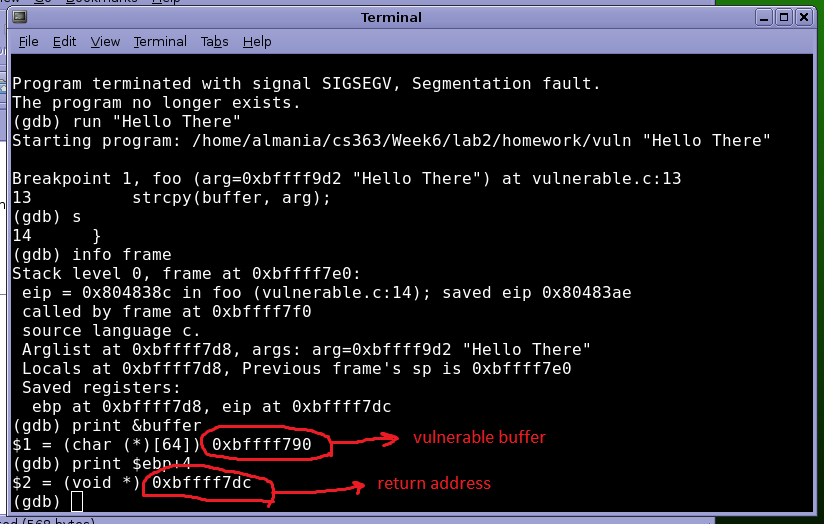 Bookmarks Help
Terminal
File Edit View Terminal Tabs Help
Program terminated with signal SIGSEGV, Segmentation fault.
The program no longer exists.
(gdb) run "Hello There"
Starting program: /home/almania/cs363/Week6/lab2/homework/vuln "Hello There"
Breakpoint 1, foo (arg=0xbffff9d2 "Hello There") at vulnerable.c:13
13 strcpy(buffer, arg);
(gdb) s
14 }
(gdb) info frame
Stack level 0, frame at 0xbffff7e0:
eip = 0x804838c in foo (vulnerable.c:14); saved eip 0x80483ae
called by frame at 0xbffff7f0
source language c.
Arglist at 0xbffff7d8, args: arg=0xbffff9d2 "Hello There"
Locals at 0xbffff7d8, Previous frame's sp is 0xbffff7e0
Saved registers:
ebp at 0xbffff7d8, eip at 0xbffff7dc
(gdb) print &buffer
$1 = (char (*)[64]) 0xbffff790 vulnerable buffer
(gdb) print $ebp+4
$2 = (void *) 0xbffff7dc return address
(gdb)
(568 bytes)